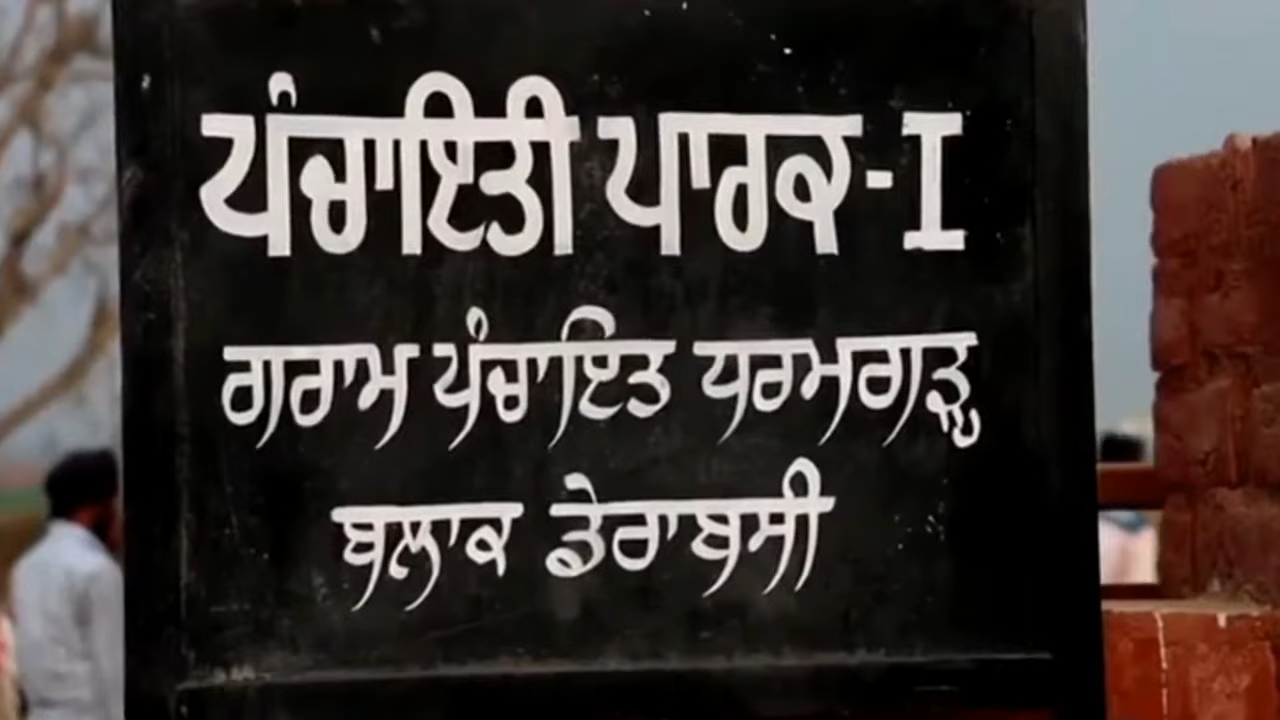 ਪੰਚਾਇਤੀ ਪਾਰਕ-I
ਗਰਾਮ ਪੰਚਾਇਤ ਧਰਮਗੜ੍ਹ
ਬਲਾਕ ਡੇਰਾਬਸੀ